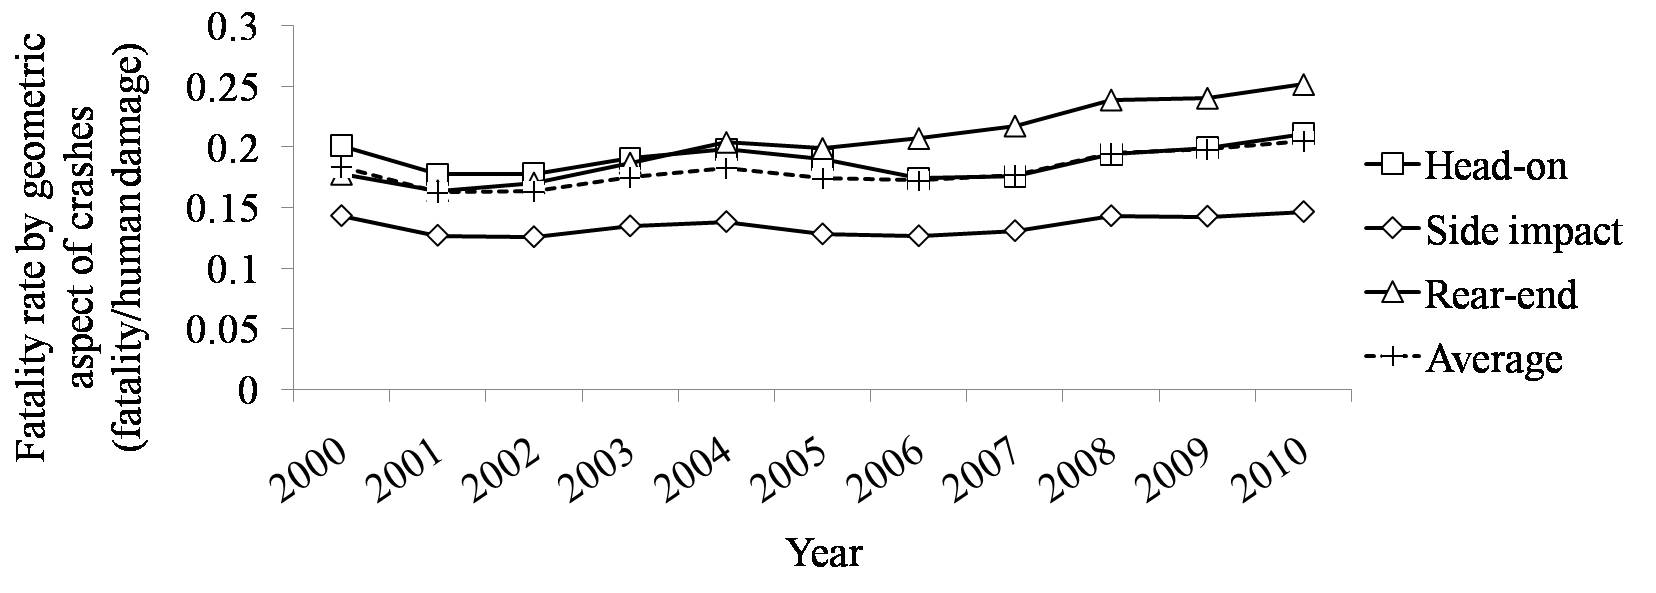 Fatality rate by geometric
aspect of crashes
(fatality/human damage)
0.3
0.25
0.2
0.15
0.1
0.05
0
2000
2001
2002
2003
2004
2005
2006
2007
2008
2009
2010
Year
Head-on
Side impact
Rear-end
Average